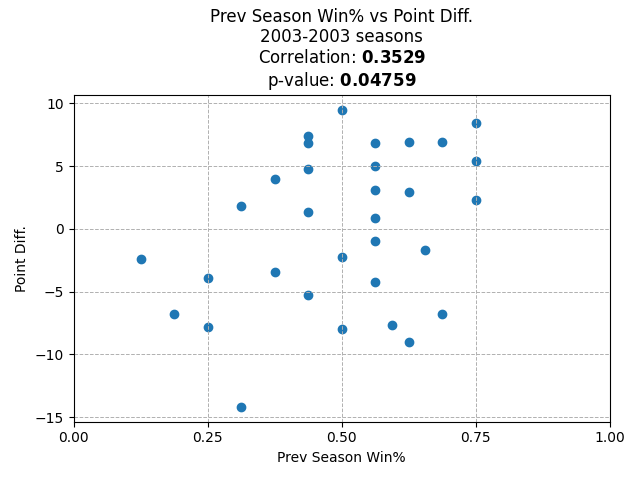 Prev Season Win% vs Point Diff.
2003-2003 seasons
Correlation: 0.3529
p-value: 0.04759
10
5
0
−5
−10
−15
Point Diff.
0.00 0.25 0.50 0.75 1.00
Prev Season Win%